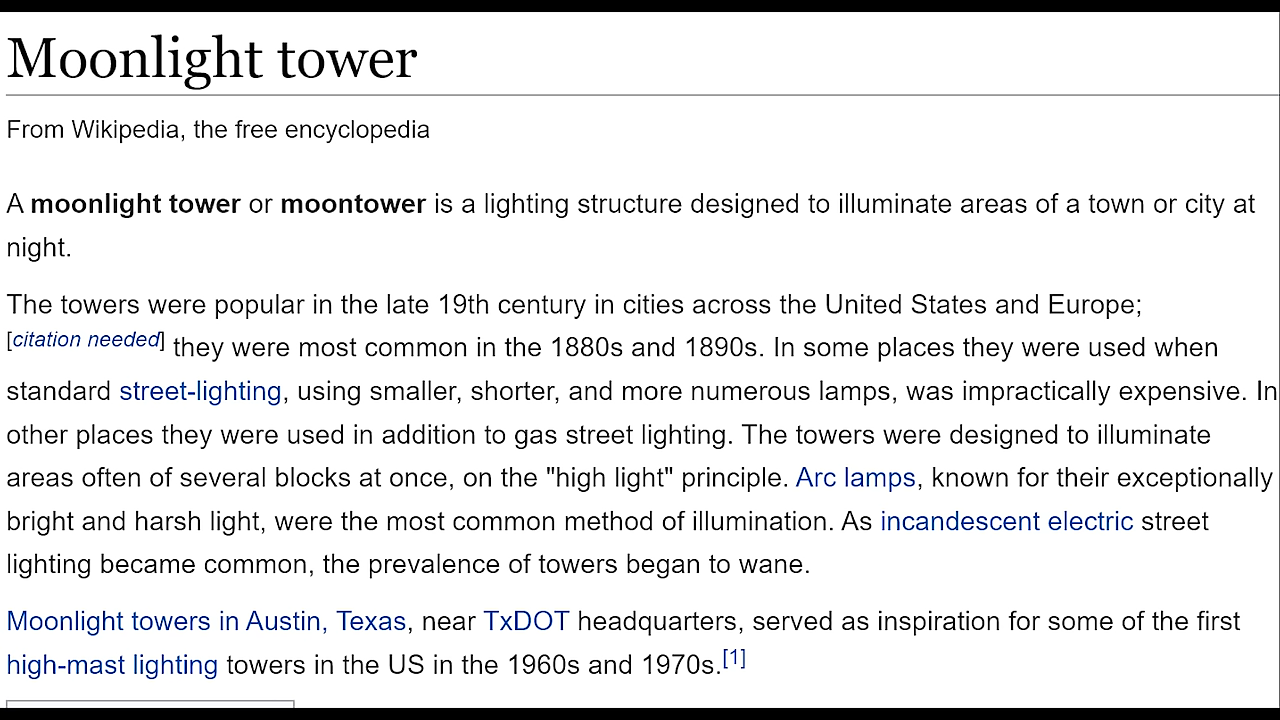 Moonlight tower
From Wikipedia, the free encyclopedia
A moonlight tower or moontower is a lighting structure designed to illuminate areas of a town or city at
night.
The towers were popular in the late 19th century in cities across the United States and Europe;
[citation needed] they were most common in the 1880s and 1890s. In some places they were used when
standard street-lighting, using smaller, shorter, and more numerous lamps, was impractically expensive. In
other places they were used in addition to gas street lighting. The towers were designed to illuminate
areas often of several blocks at once, on the "high light" principle. Arc lamps, known for their exceptionally
bright and harsh light, were the most common method of illumination. As incandescent electric street
lighting became common, the prevalence of towers began to wane.
Moonlight towers in Austin, Texas, near TxDOT headquarters, served as inspiration for some of the first
high-mast lighting towers in the US in the 1960s and 1970s.[1]